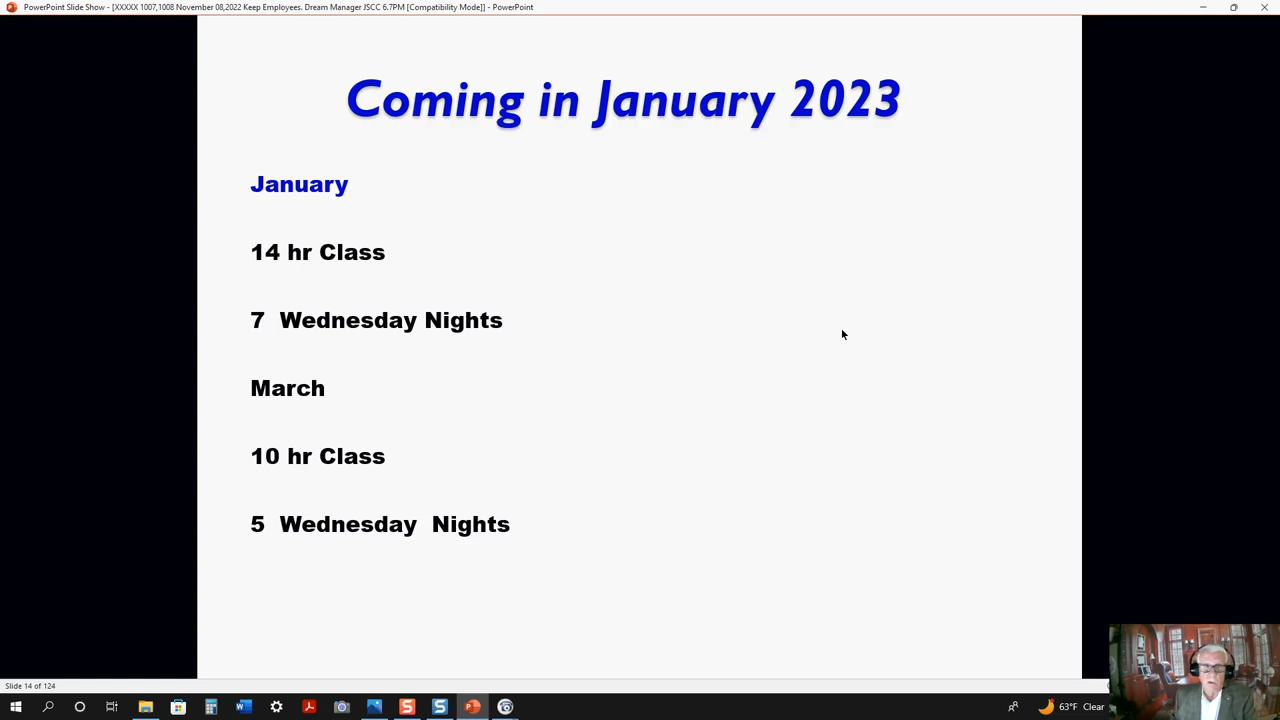 PowerPoint Slide Show - [XXXXX 1007,1008 November 08,2022 Keep Employees. Dream Manager JSCC 6.7PM [Compatibility Mode]] - PowerPoint
Coming in January 2023
January
14 hr Class
7  Wednesday Nights
March
10 hr Class
5  Wednesday  Nights
Slide 14 of 124
63°F Clear